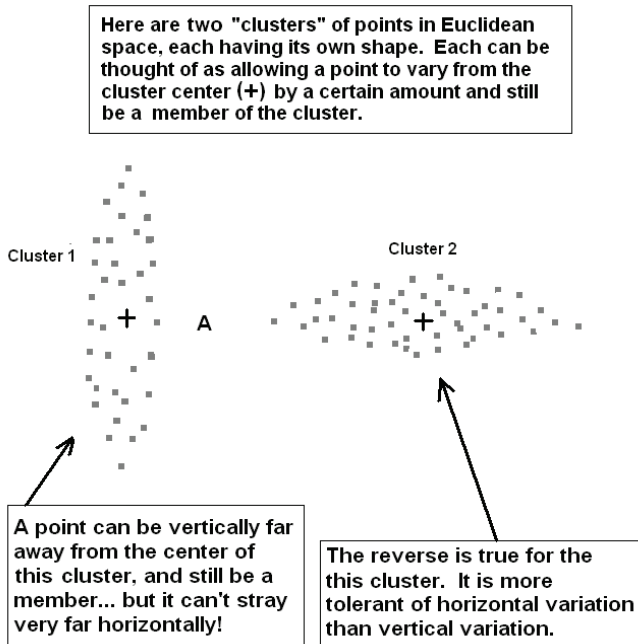 Here are two "clusters" of points in Euclidean
space, each having its own shape. Each can be
thought of as allowing a point to vary from the
cluster center (+) by a certain amount and still
be a member of the cluster.
Cluster 1
Cluster 2
A
A point can be vertically far
away from the center of
this cluster, and still be a
member... but it can't stray
very far horizontally!
The reverse is true for the
this cluster. It is more
tolerant of horizontal variation
than vertical variation.